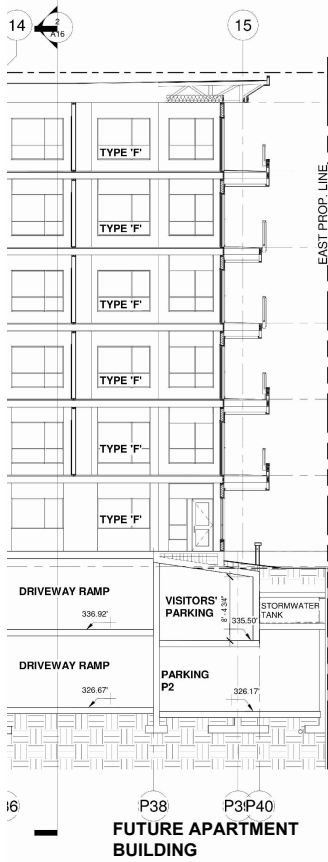 14
2
A16
15
EAST PROP. LINE
TYPE 'F'
TYPE 'F'
TYPE 'F'
TYPE 'F'
TYPE 'F'
TYPE 'F'
DRIVEWAY RAMP
336.92'
VISITORS'
PARKING
8' - 4 3/4"
335.50'
STORMWATER
TANK
DRIVEWAY RAMP
326.67'
PARKING
P2
326.17'
P38
P40
FUTURE APARTMENT
BUILDING